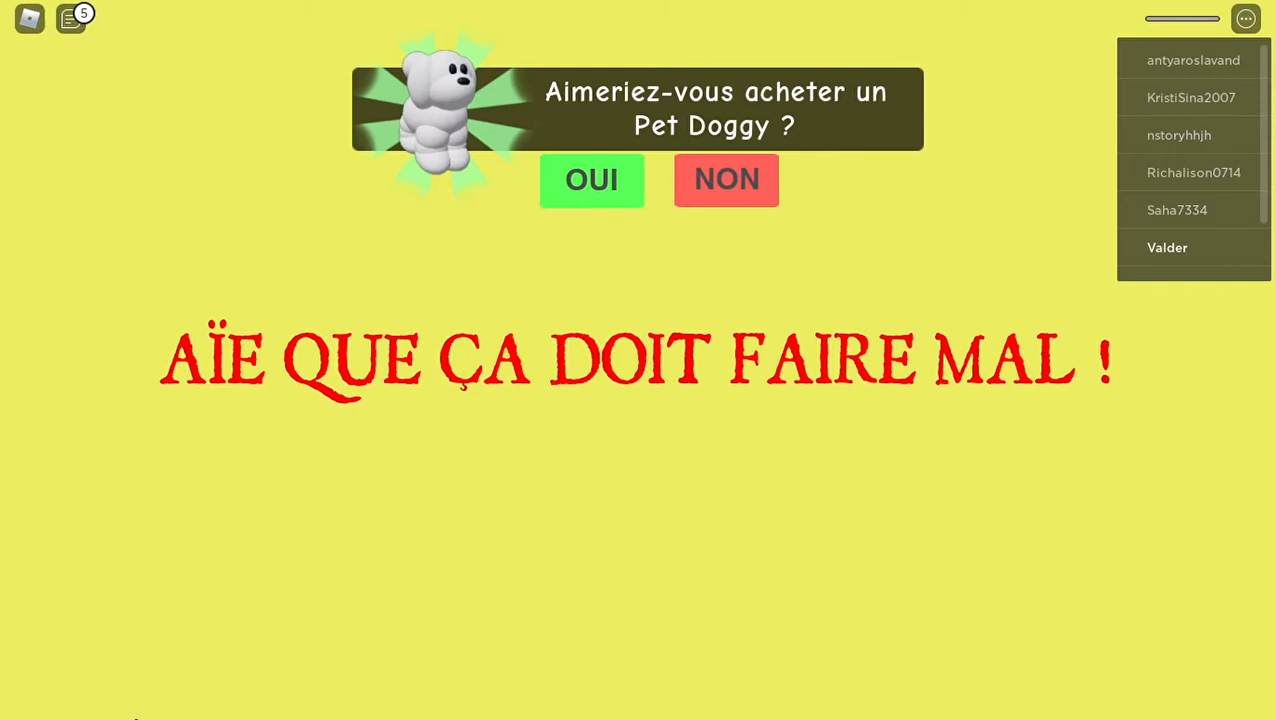 5
Aimeriez-vous acheter un
Pet Doggy ?
OUI NON
antyaroslavand
KristiSina2007
nstoryhhjh
Richalison0714
Saha7334
Valder
AÏE QUE ÇA DOIT FAIRE MAL !